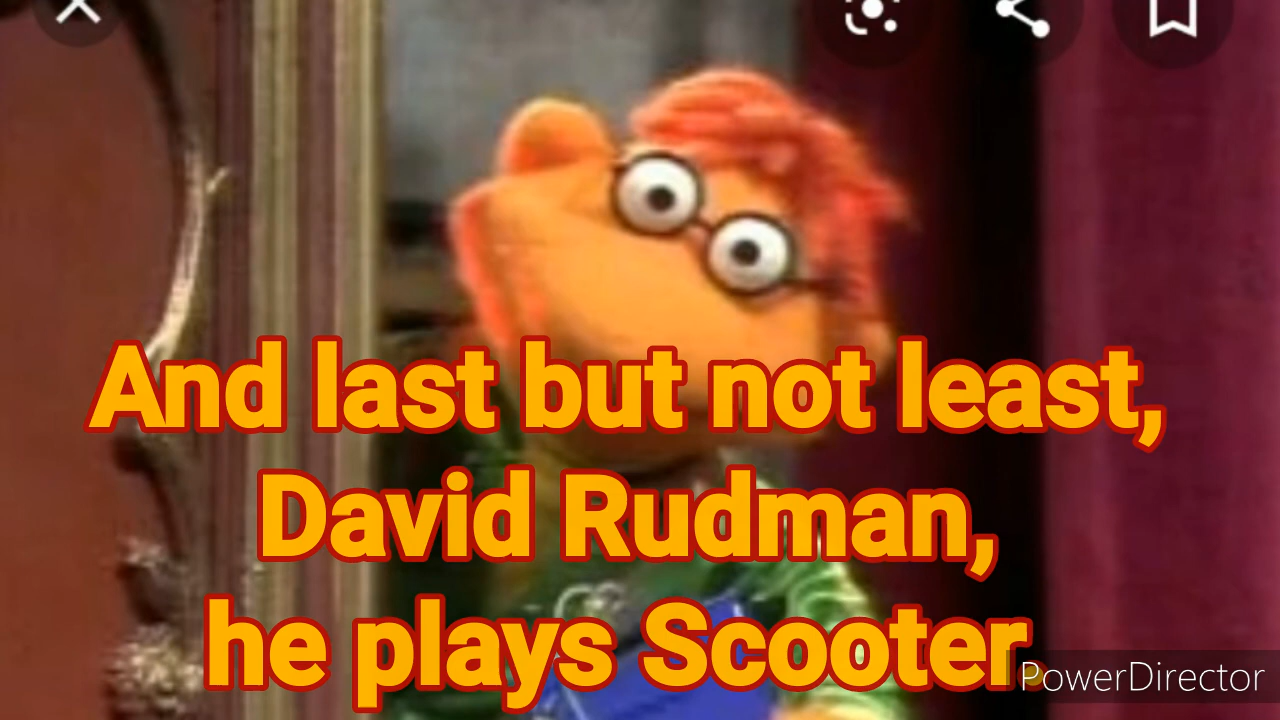 And last but not least,
David Rudman,
he plays Scooter
PowerDirector